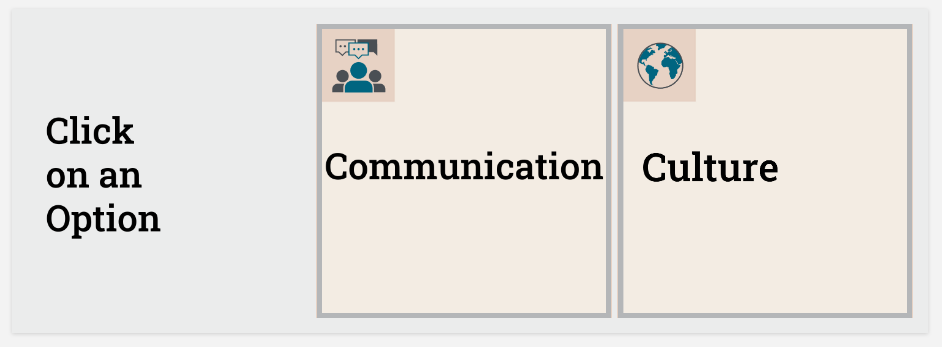 Click
on an
Option
Communication
Culture